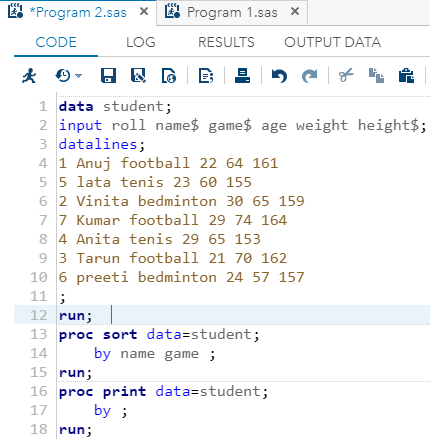 *Program 2.sas × Program 1.sas ×
CODE LOG RESULTS OUTPUT DATA
1 data student;
2 input roll name$ game$ age weight height$;
3 datalines;
4 1 Anuj football 22 64 161
5 5 lata tenis 23 60 155
6 2 Vinita bedminton 30 65 159
7 7 Kumar football 29 74 164
8 4 Anita tenis 29 65 153
9 3 Tarun football 21 70 162
10 6 preeti bedminton 24 57 157
11 ;
12 run;
13 proc sort data=student;
14 by name game ;
15 run;
16 proc print data=student;
17 by ;
18 run;